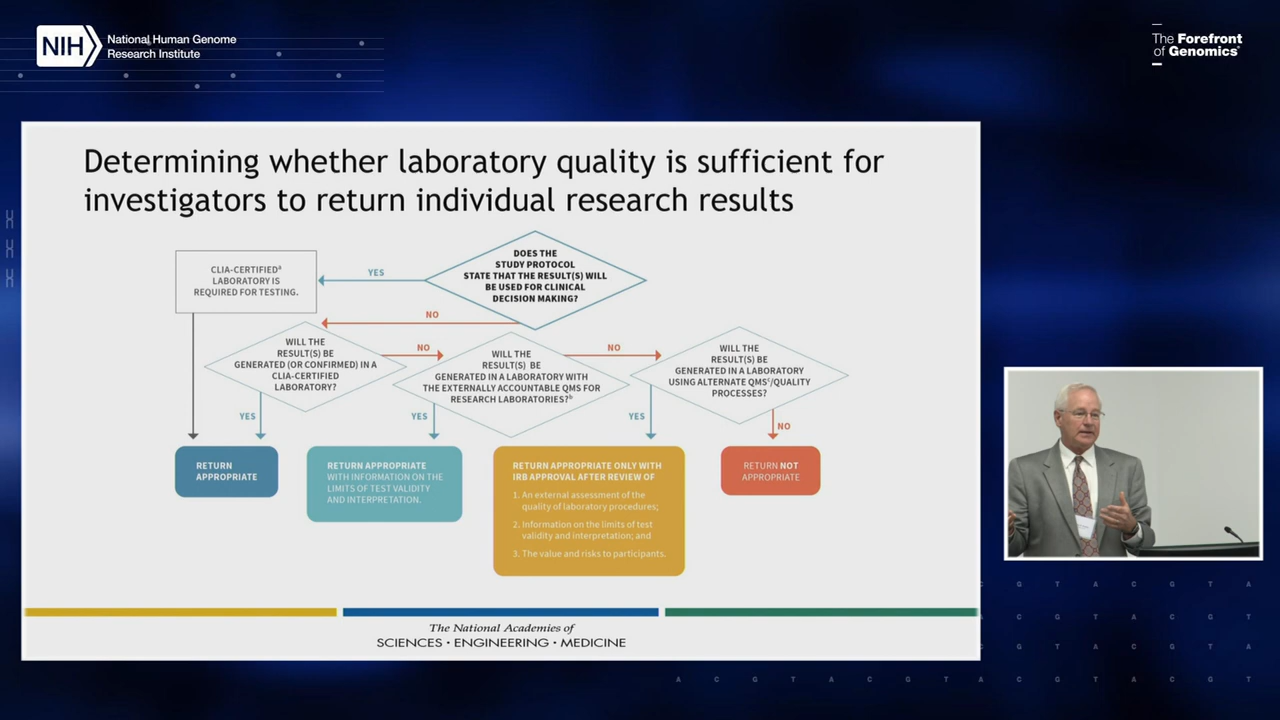 NIH
National Human Genome
Research Institute
The Forefront
of Genomics®
Determining whether laboratory quality is sufficient for
investigators to return individual research results
DOES THE
STUDY PROTOCOL
STATE THAT THE RESULT(S) WILL
BE USED FOR CLINICAL
DECISION MAKING?
YES
CLIA-CERTIFIEDa
LABORATORY IS
REQUIRED FOR TESTING.
NO
WILL THE
RESULT(S) BE
GENERATED (OR CONFIRMED) IN A
CLIA-CERTIFIED
LABORATORY?
NO
WILL THE
RESULT(S) BE
GENERATED IN A LABORATORY WITH
THE EXTERNALLY ACCOUNTABLE QMS FOR
RESEARCH LABORATORIES?b
NO
WILL THE
RESULT(S) BE
GENERATED IN A LABORATORY
USING ALTERNATE QMSc/QUALITY
PROCESSES?
YES
YES
YES
NO
RETURN
APPROPRIATE
RETURN APPROPRIATE
WITH INFORMATION ON THE
LIMITS OF TEST VALIDITY
AND INTERPRETATION.
RETURN APPROPRIATE ONLY WITH
IRB APPROVAL AFTER REVIEW OF
1. An external assessment of the
quality of laboratory procedures;
2. Information on the limits of test
validity and interpretation; and
3. The value and risks to participants.
RETURN NOT
APPROPRIATE
The National Academies of
SCIENCES · ENGINEERING · MEDICINE
C G T A C G T A
C G T A C G T
C G T A C G T A
A C G T A C G T A C G T A C G T